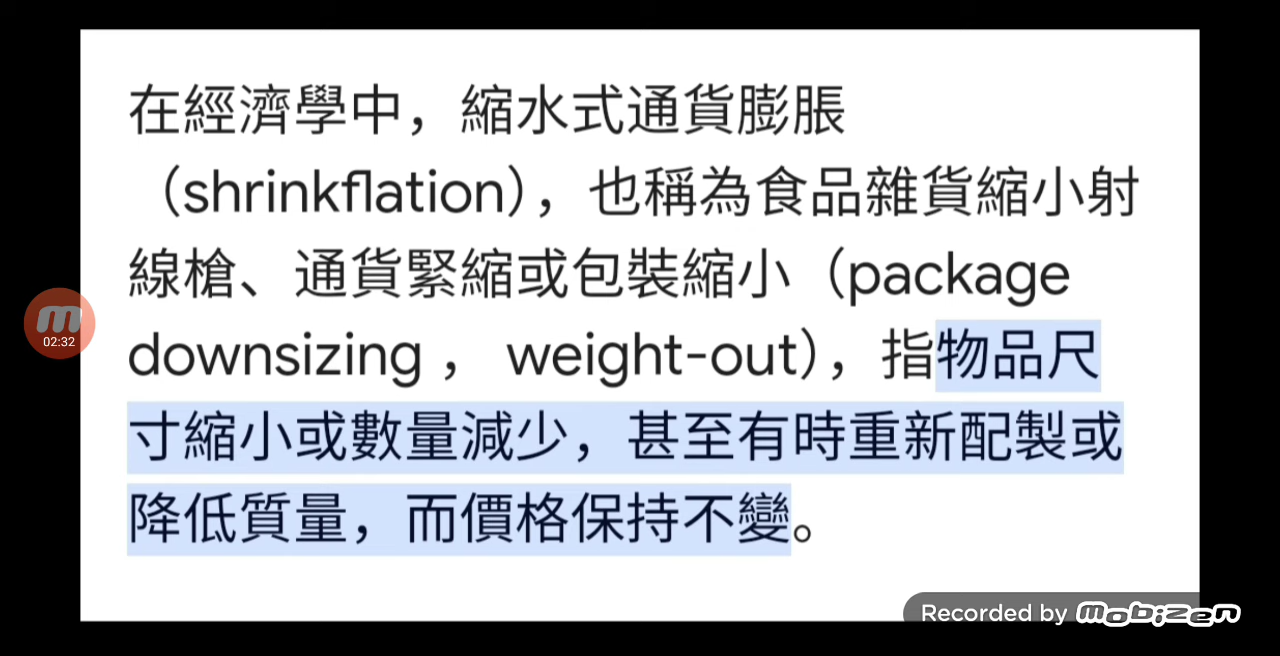 在經濟學中，縮水式通貨膨脹
（shrinkflation），也稱為食品雜貨縮小射
線槍、通貨緊縮或包裝縮小（package
downsizing ， weight-out），指物品尺
寸縮小或數量減少，甚至有時重新配製或
降低質量，而價格保持不變。
02:32
Recorded by mobizen